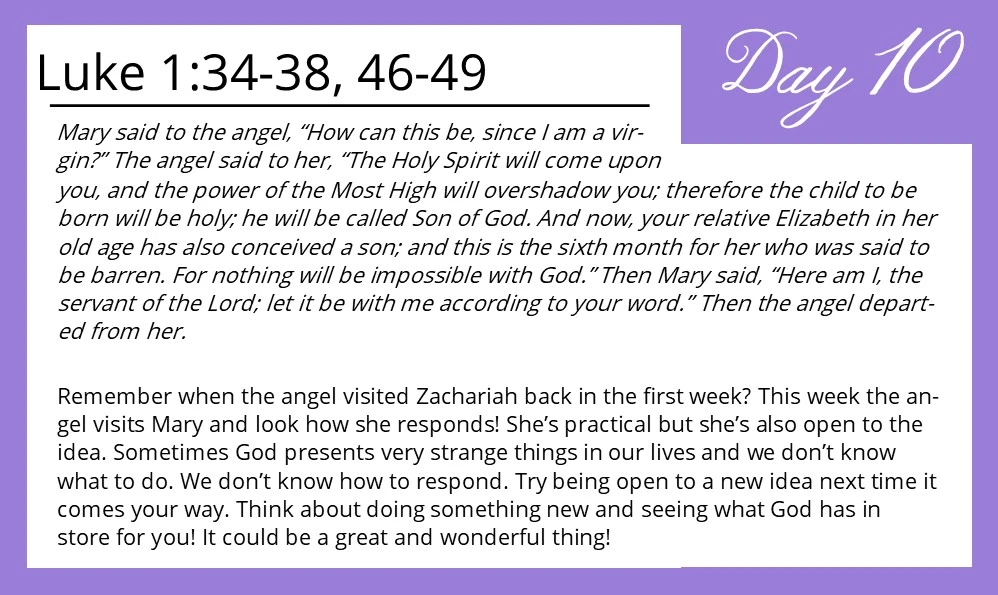 Day 10
Luke 1:34-38, 46-49
Mary said to the angel, “How can this be, since I am a vir-
gin?” The angel said to her, “The Holy Spirit will come upon
you, and the power of the Most High will overshadow you; therefore the child to be
born will be holy; he will be called Son of God. And now, your relative Elizabeth in her
old age has also conceived a son; and this is the sixth month for her who was said to
be barren. For nothing will be impossible with God.” Then Mary said, “Here am I, the
servant of the Lord; let it be with me according to your word.” Then the angel depart-
ed from her.
Remember when the angel visited Zachariah back in the first week? This week the an-
gel visits Mary and look how she responds! She’s practical but she’s also open to the
idea. Sometimes God presents very strange things in our lives and we don’t know
what to do. We don’t know how to respond. Try being open to a new idea next time it
comes your way. Think about doing something new and seeing what God has in
store for you! It could be a great and wonderful thing!